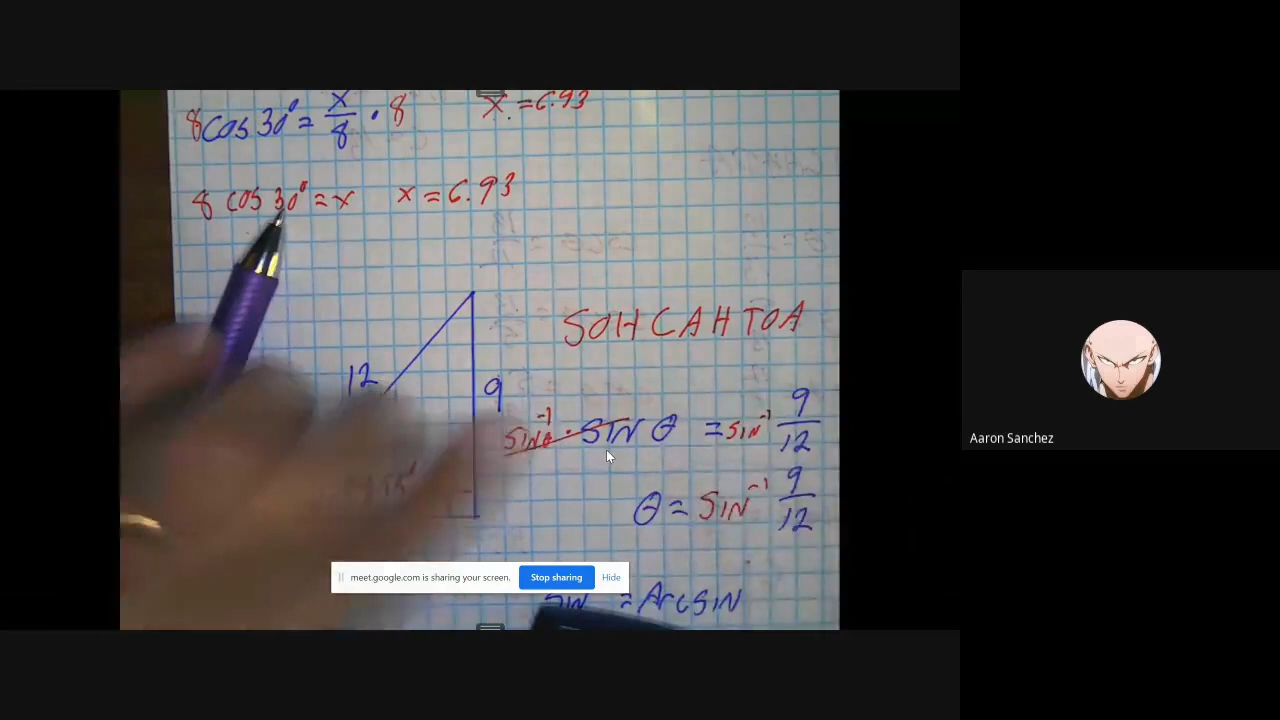 8 cos 30° = x/8 · 8
x = 6.93
8 cos 30° = x x = 6.93
SOH CAH TOA
12
9
sin⁻¹ · SIN θ = sin⁻¹ 9/12
θ = SIN⁻¹ 9/12
Aaron Sanchez
meet.google.com is sharing your screen. Stop sharing Hide
SIN = ArcSIN